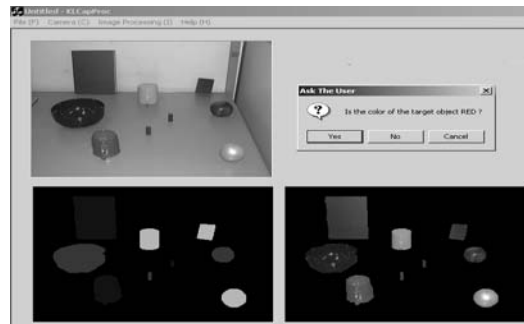 Untitled - KLCapProc
File (F) Camera (C) Image Processing (I) Help (H)
Ask The User
Is the color of the target object RED ?
Yes No Cancel